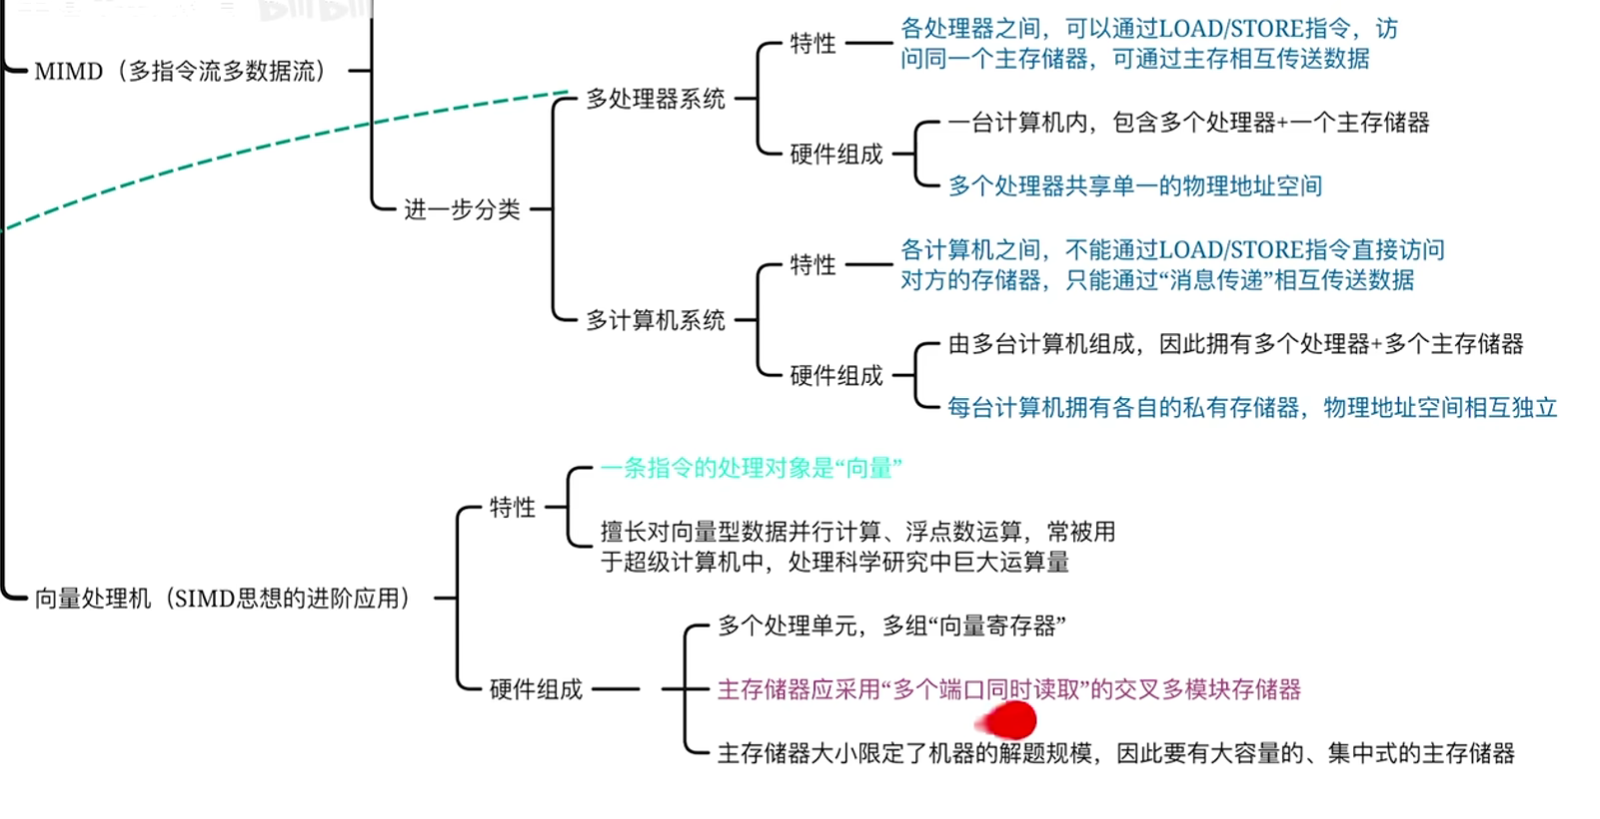 MIMD（多指令流多数据流）
进一步分类
多处理器系统
特性
各处理器之间，可以通过LOAD/STORE指令，访
问同一个主存储器，可通过主存相互传送数据
硬件组成
一台计算机内，包含多个处理器+一个主存储器
多个处理器共享单一的物理地址空间
多计算机系统
特性
各计算机之间，不能通过LOAD/STORE指令直接访问
对方的存储器，只能通过“消息传递”相互传送数据
硬件组成
由多台计算机组成，因此拥有多个处理器+多个主存储器
每台计算机拥有各自的私有存储器，物理地址空间相互独立
向量处理机（SIMD思想的进阶应用）
特性
一条指令的处理对象是“向量”
擅长对向量型数据并行计算、浮点数运算，常被用
于超级计算机中，处理科学研究中巨大运算量
硬件组成
多个处理单元，多组“向量寄存器”
主存储器应采用“多个端口同时读取”的交叉多模块存储器
主存储器大小限定了机器的解题规模，因此要有大容量的、集中式的主存储器